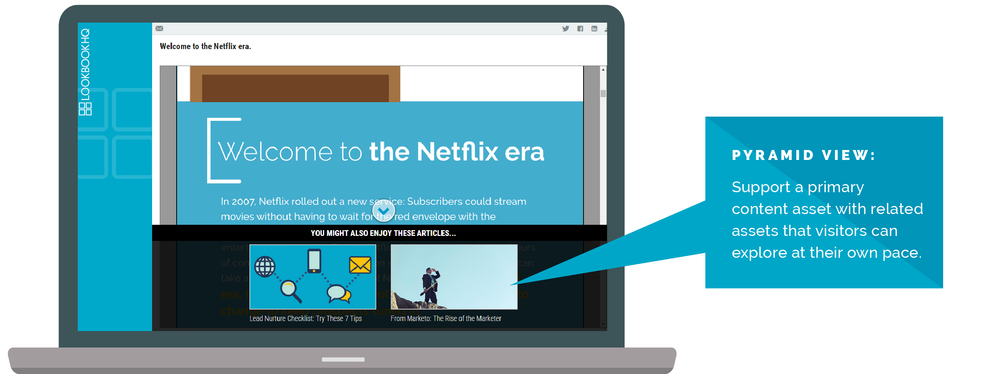 LOOKBOOKHQ
Welcome to the Netflix era.
Welcome to the Netflix era
In 2007, Netflix rolled out a new service: Subscribers could stream
movies without having to wait for the red envelope with the
YOU MIGHT ALSO ENJOY THESE ARTICLES...
Lead Nurture Checklist: Try These 7 Tips
From Marketo: The Rise of the Marketer
PYRAMID VIEW:
Support a primary
content asset with related
assets that visitors can
explore at their own pace.